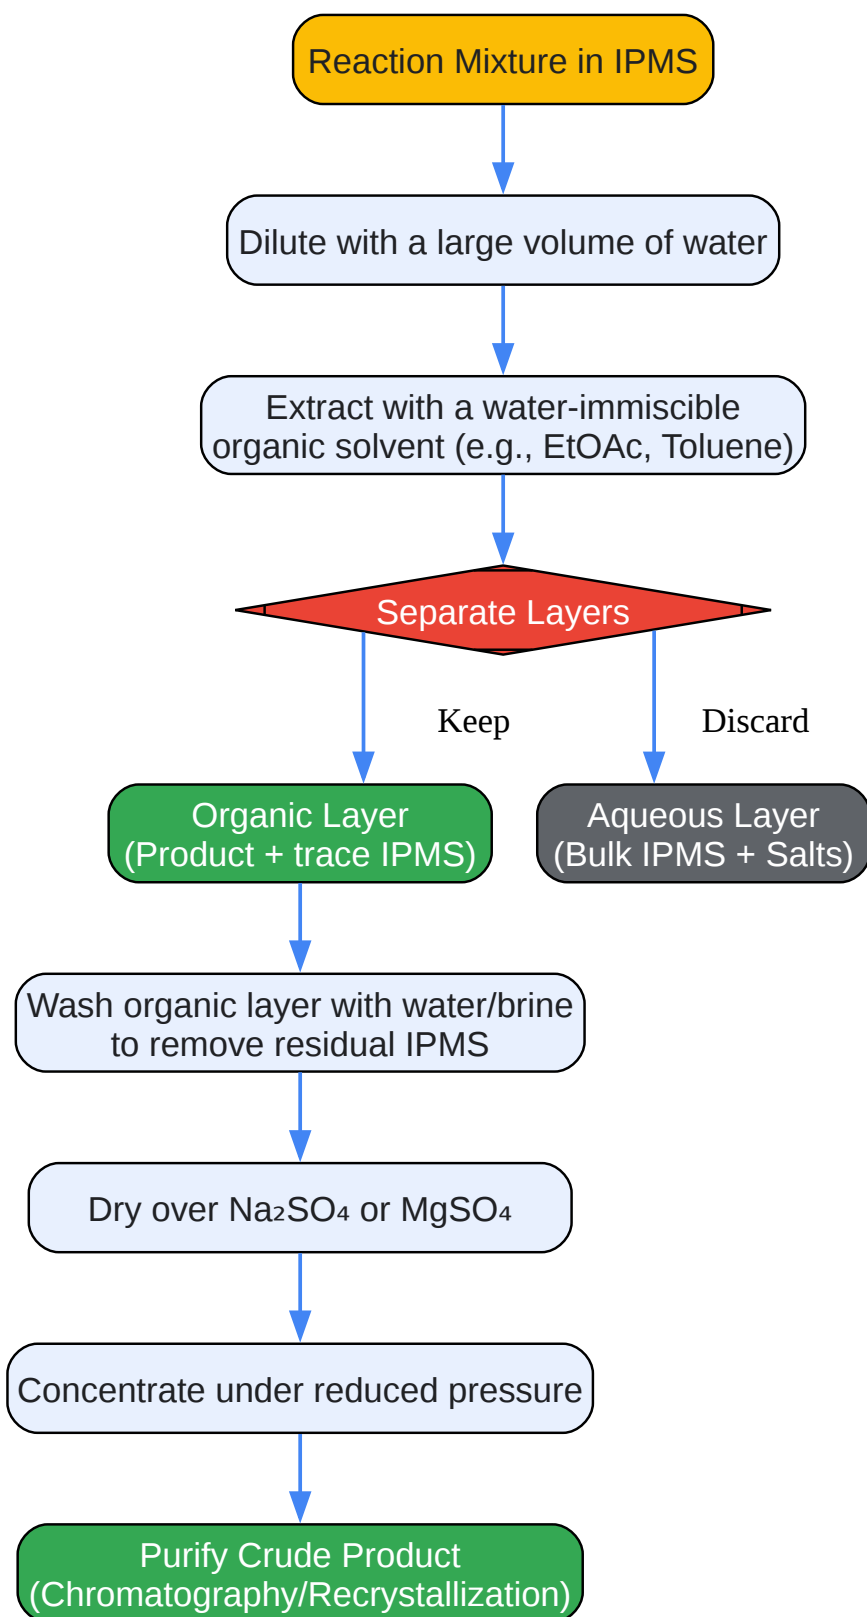 Reaction Mixture in IPMS
Dilute with a large volume of water
Extract with a water-immiscible
organic solvent (e.g., EtOAc, Toluene)
Separate Layers
Keep
Discard
Organic Layer
(Product + trace IPMS)
Aqueous Layer
(Bulk IPMS + Salts)
Wash organic layer with water/brine
to remove residual IPMS
Dry over Na₂SO₄ or MgSO₄
Concentrate under reduced pressure
Purify Crude Product
(Chromatography/Recrystallization)